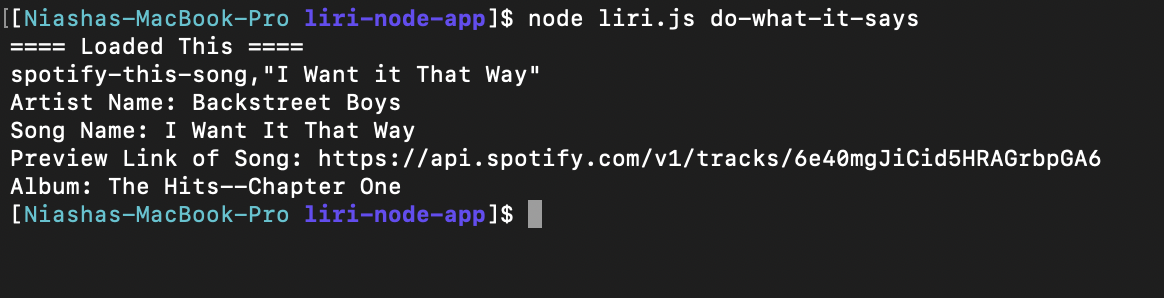 [[Niashas-MacBook-Pro liri-node-app]$ node liri.js do-what-it-says
==== Loaded This ====
spotify-this-song,"I Want it That Way"
Artist Name: Backstreet Boys
Song Name: I Want It That Way
Preview Link of Song: https://api.spotify.com/v1/tracks/6e40mgJiCid5HRAGrbpGA6
Album: The Hits--Chapter One
[Niashas-MacBook-Pro liri-node-app]$